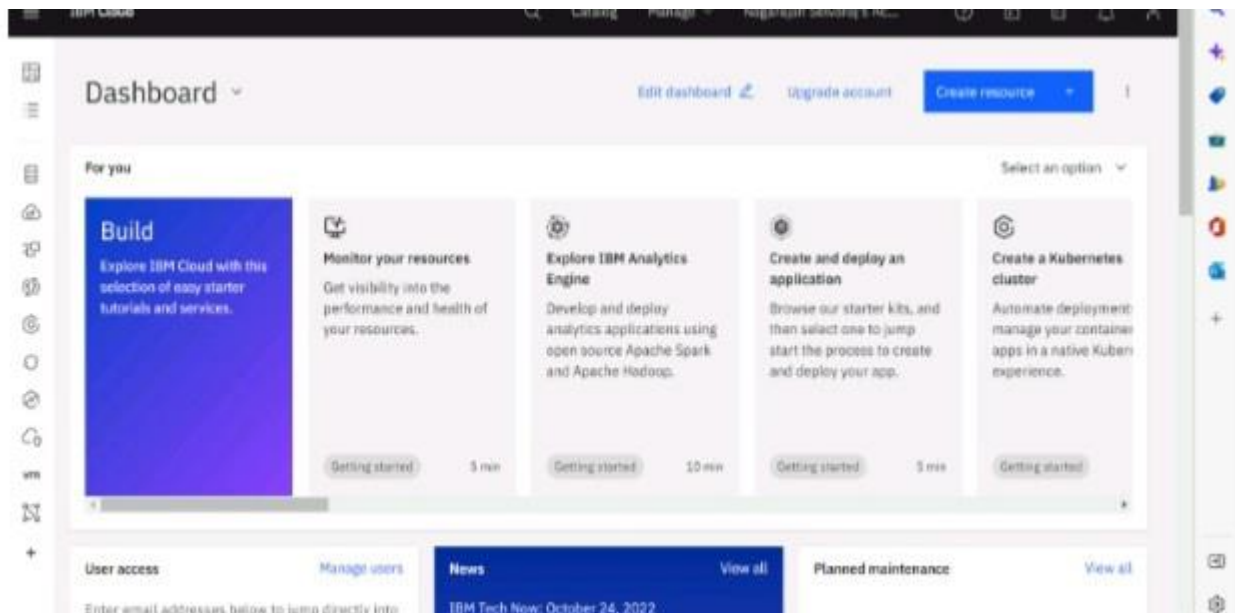 IBM Cloud
Catalog Manage
Dashboard
Edit dashboard Upgrade account Create resource
For you
Select an option
Build
Explore IBM Cloud with this
selection of easy starter
tutorials and services.
Monitor your resources
Get visibility into the
performance and health of
your resources.
Getting started 5 min
Explore IBM Analytics
Engine
Develop and deploy
analytics applications using
open source Apache Spark
and Apache Hadoop.
Getting started 10 min
Create and deploy an
application
Browse our starter kits, and
then select one to jump
start the process to create
and deploy your app.
Getting started 5 min
Create a Kubernetes
cluster
Automate deployment
manage your container
apps in a native Kubern
experience.
Getting started
vm
User access Manage users
Enter email addresses below to jump directly into
News View all
IBM Tech Now: October 24, 2022
Planned maintenance View all